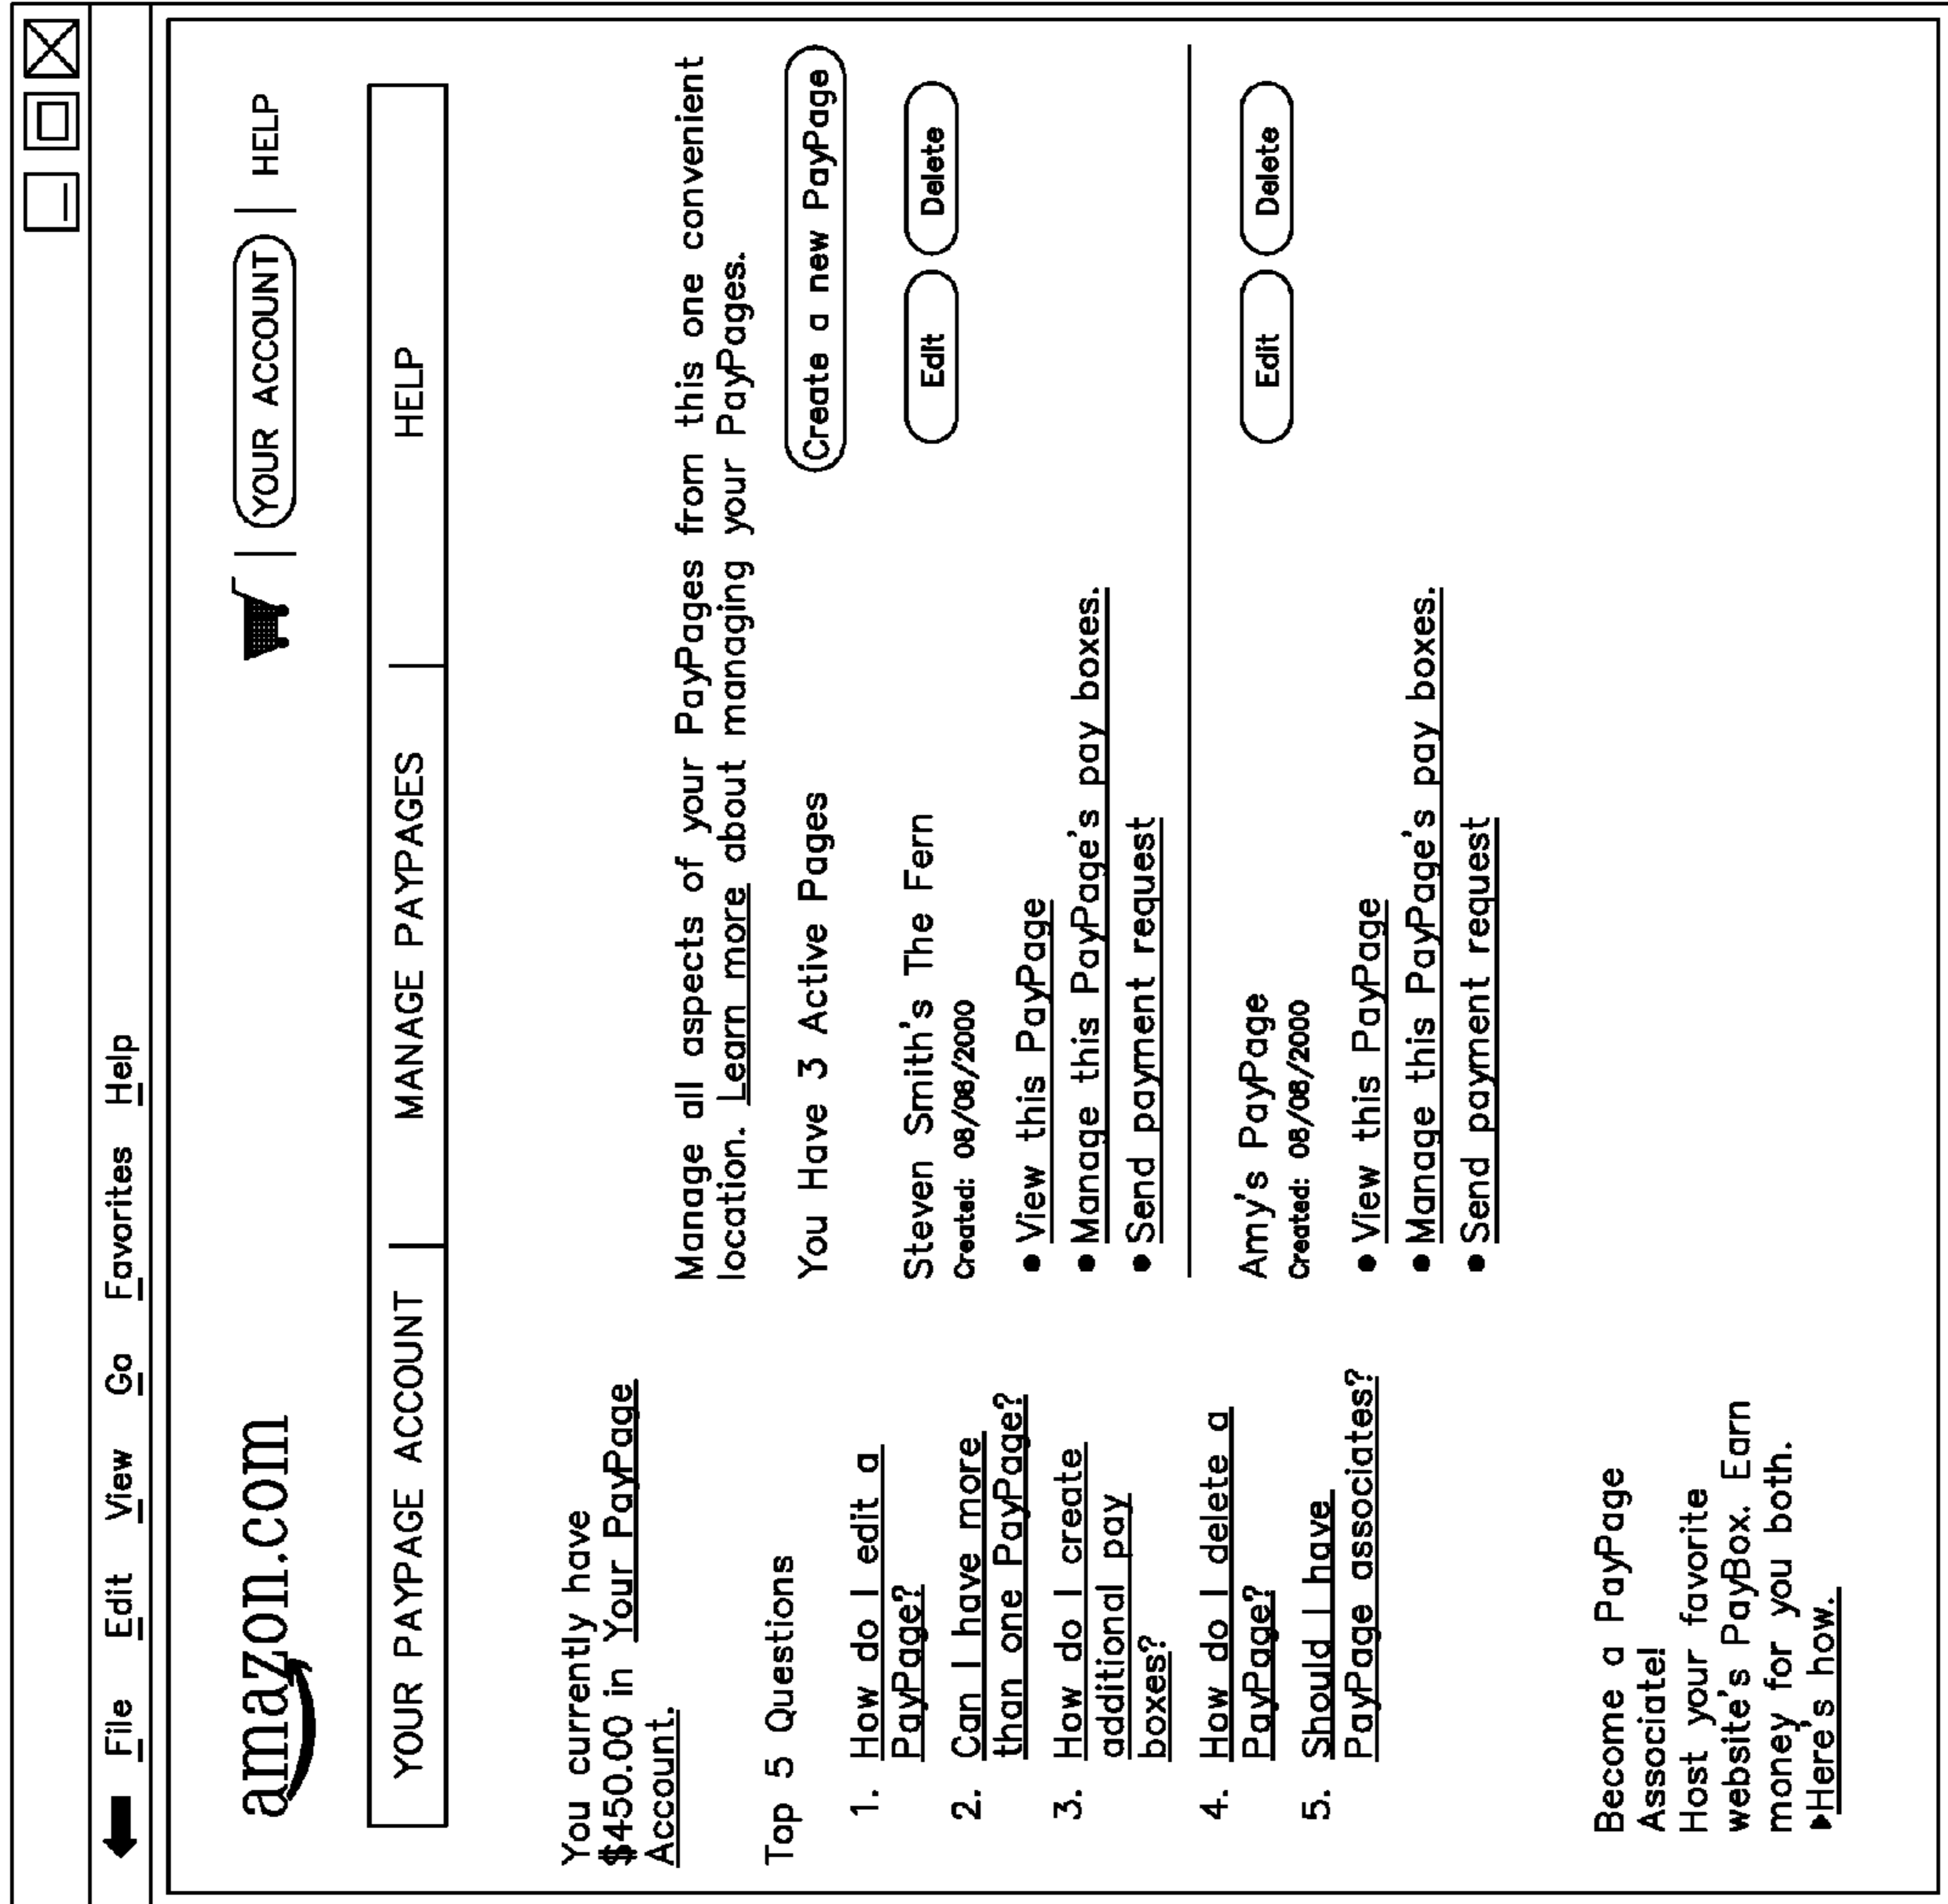 File Edit View Go Favorites Help
amazon.com
YOUR ACCOUNT | HELP
YOUR PAYPAGE ACCOUNT | MANAGE PAYPAGES | HELP
You currently have
$450.00 in Your PayPage
Account.
Top 5 Questions
1. How do I edit a
PayPage?
2. Can I have more
than one PayPage?
3. How do I create
additional pay
boxes?
4. How do I delete a
PayPage?
5. Should I have
PayPage associates?
Become a PayPage
Associate!
Host your favorite
website's PayBox. Earn
money for you both.
▶Here's how.
Manage all aspects of your PayPages from this one convenient
location. Learn more about managing your PayPages.
You Have 3 Active Pages
Create a new PayPage
Steven Smith's The Fern
Edit Delete
Created: 08/08/2000
• View this PayPage
• Manage this PayPage's pay boxes.
• Send payment request
Amy's PayPage
Edit Delete
Created: 08/08/2000
• View this PayPage
• Manage this PayPage's pay boxes.
• Send payment request